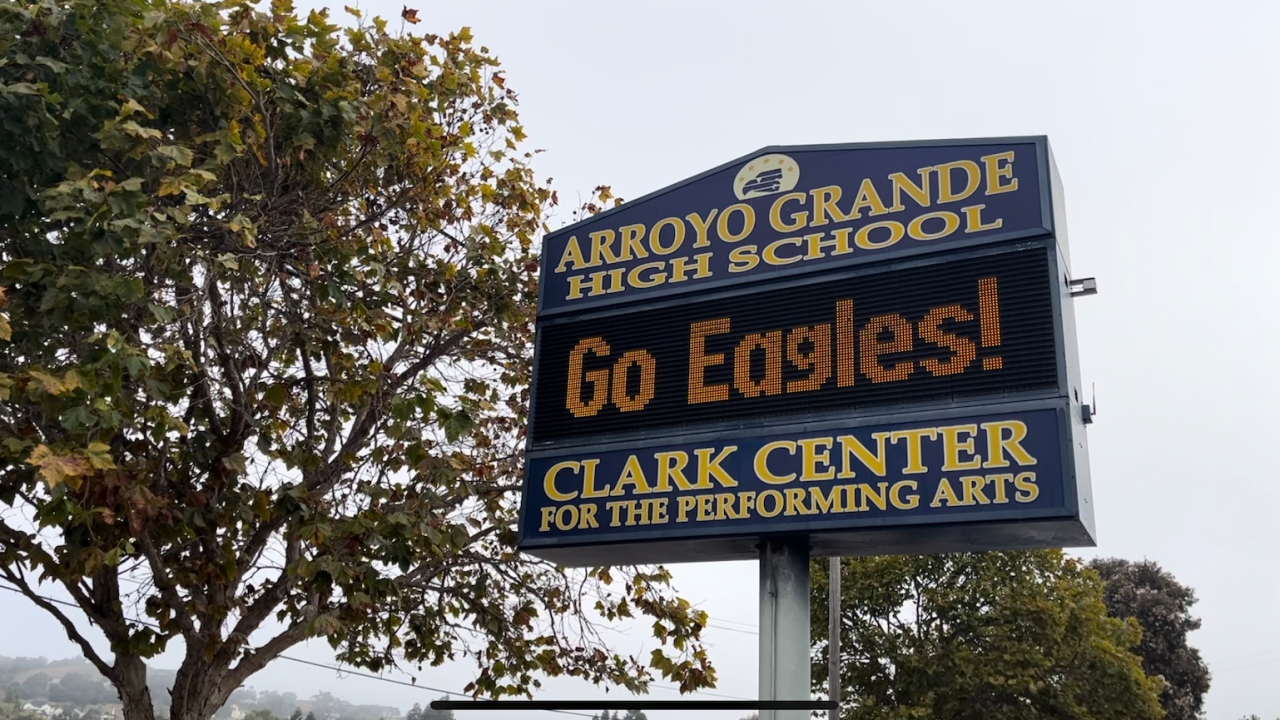 ARROYO GRANDE
HIGH SCHOOL
Go Eagles!
CLARK CENTER
FOR THE PERFORMING ARTS